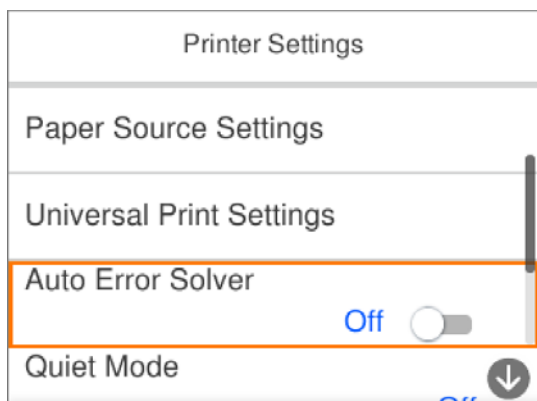 Printer Settings
Paper Source Settings
Universal Print Settings
Auto Error Solver
Off
Quiet Mode